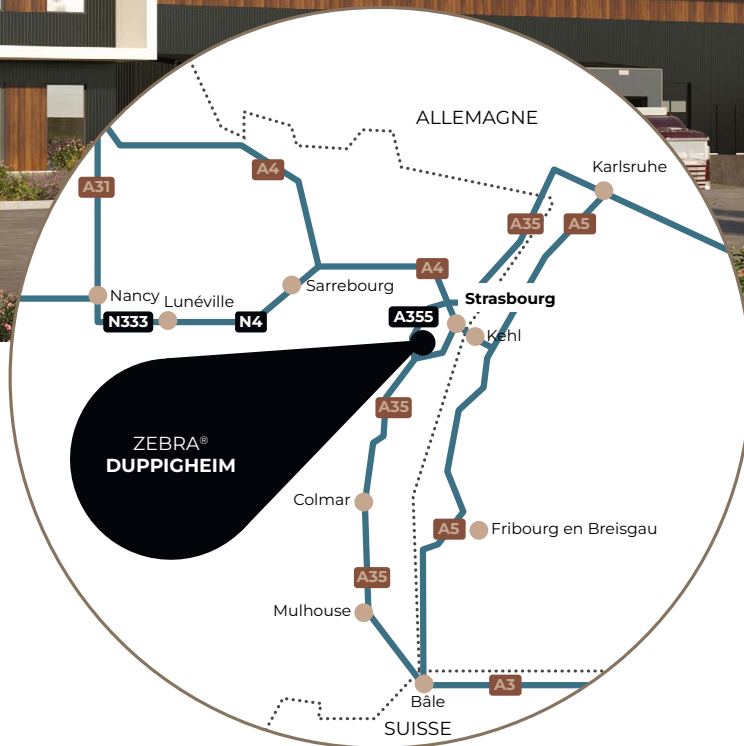 ALLEMAGNE
Karlsruhe
A4
A31
A35
A5
A4
Sarrebourg
Nancy
Lunéville
Strasbourg
N333
N4
A355
Kehl
A35
ZEBRA®
DUPPIGHEIM
Colmar
A5
Fribourg en Breisgau
A35
Mulhouse
A3
Bâle
SUISSE